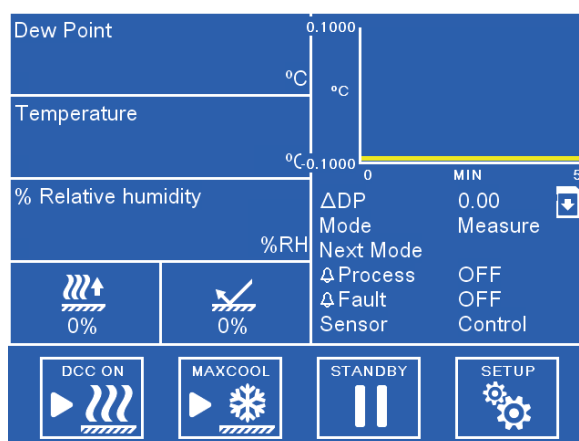 Dew Point
ºC
Temperature
ºC
% Relative humidity
%RH
0%
0%
0.1000
ºC
-0.1000
0 MIN 5
ΔDP 0.00
Mode Measure
Next Mode
Process OFF
Fault OFF
Sensor Control
DCC ON
MAXCOOL
STANDBY
SETUP